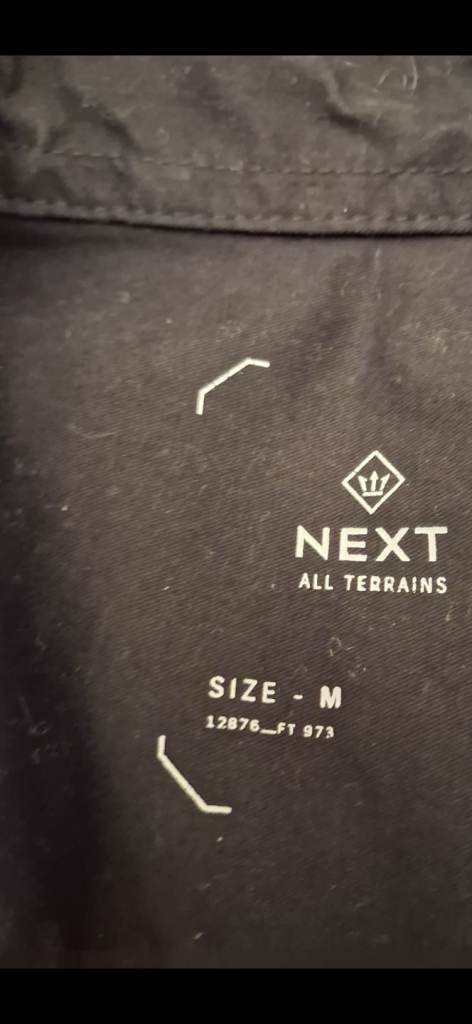 NEXT
ALL TERRAINS
SIZE - M
12876_FT 973